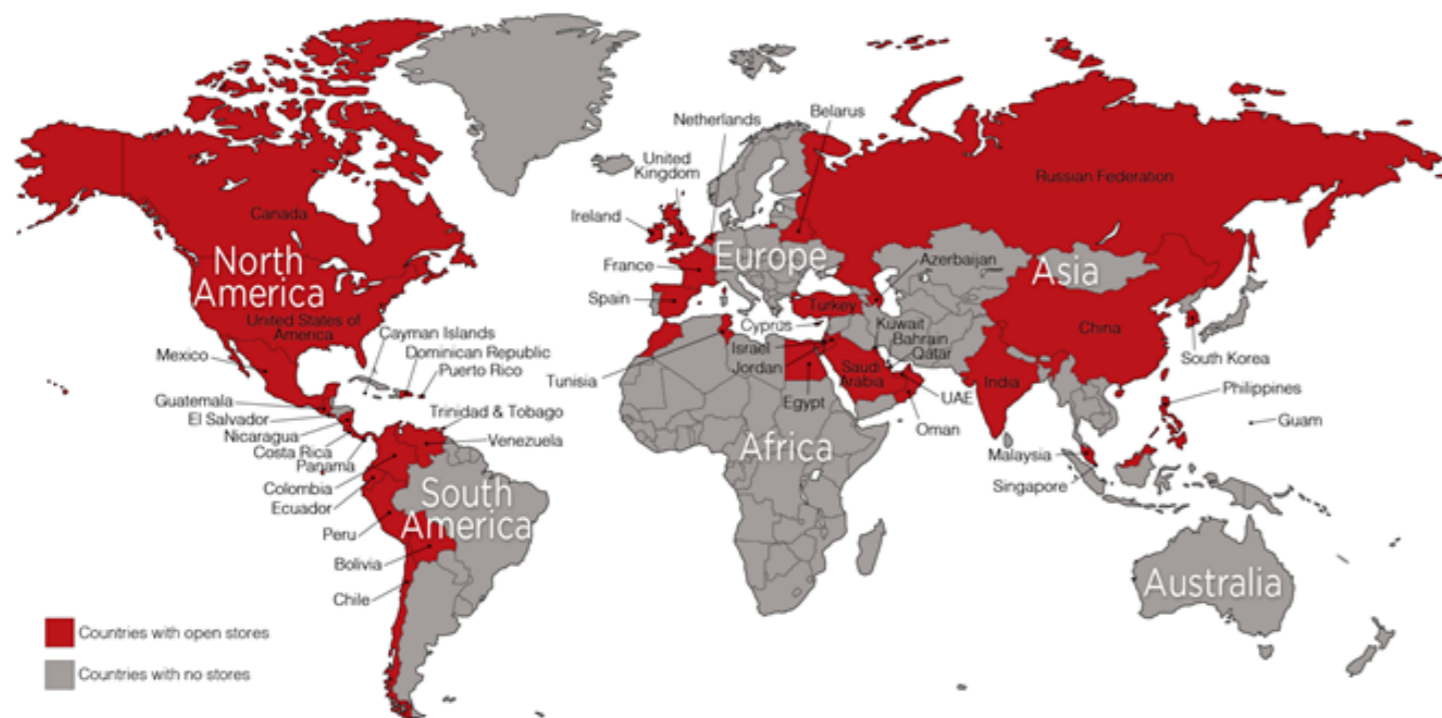 Netherlands
Belarus
United
Kingdom
Russian Federation
Canada
Ireland
Europe
North
America
France
Azerbaijan
Asia
Spain
Turkey
United States of
America
Cayman Islands
Cyprus
Kuwait
China
Mexico
Dominican Republic
Israel
Bahrain
South Korea
Puerto Rico
Jordan
Qatar
Tunisia
Saudi
Arabia
India
Philippines
Guatemala
Trinidad & Tobago
Egypt
UAE
El Salvador
Guam
Nicaragua
Venezuela
Oman
Costa Rica
Africa
Malaysia
Panama
Colombia
Singapore
South
America
Ecuador
Peru
Bolivia
Australia
Chile
Countries with open stores
Countries with no stores